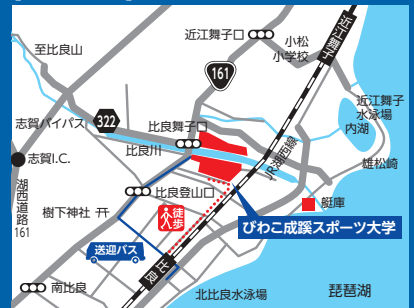 近江舞子口
近江舞子
小松
小学校
至比良山
161
322
近江舞子
水泳場
内湖
志賀バイパス
比良舞子口
比良川
JR湖西線
雄松崎
志賀I.C.
比良登山口
艇庫
湖西道路
161
樹下神社
徒歩
びわこ成蹊スポーツ大学
送迎バス
比良
南比良
北比良水泳場
琵琶湖